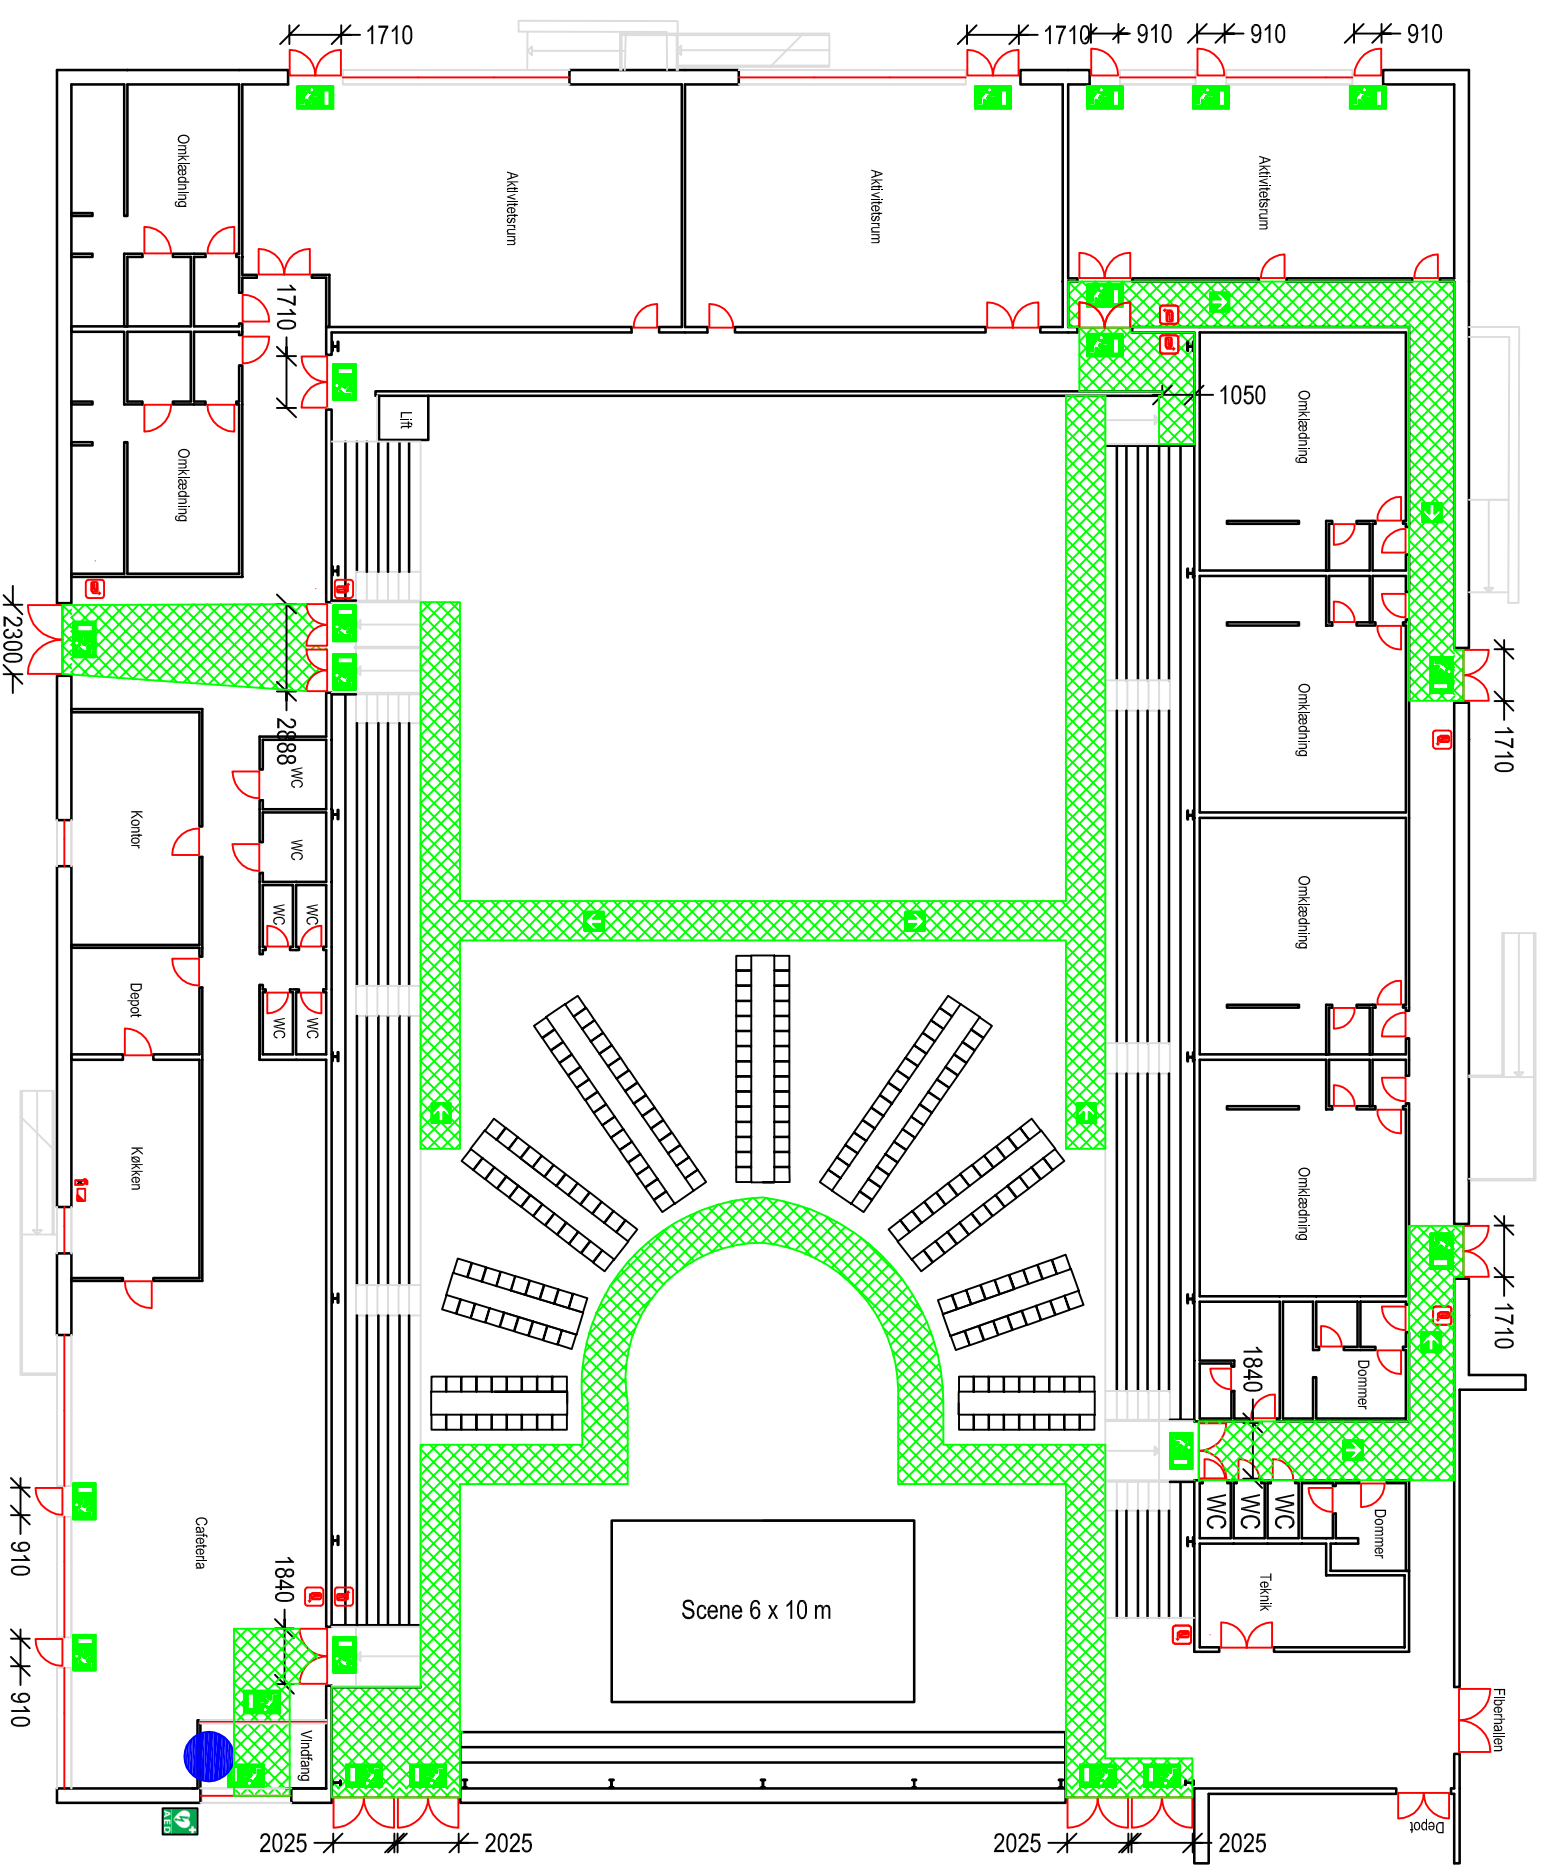 1710
1710
910
910
910
Omklædning
Aktivitetsrum
Aktivitetsrum
Aktivitetsrum
1710
Lift
1050
Omklædning
Omklædning
2300
2888
Omklædning
1710
WC
Kontor
WC
WC
WC
Omklædning
Depot
WC
WC
Køkken
Omklædning
1710
1840
Dommer
WC
WC
WC
Dommer
910
Cafeteria
1840
Teknik
Scene 6 x 10 m
910
Vindfang
Fiberhallen
AED
Depot
2025
2025
2025
2025